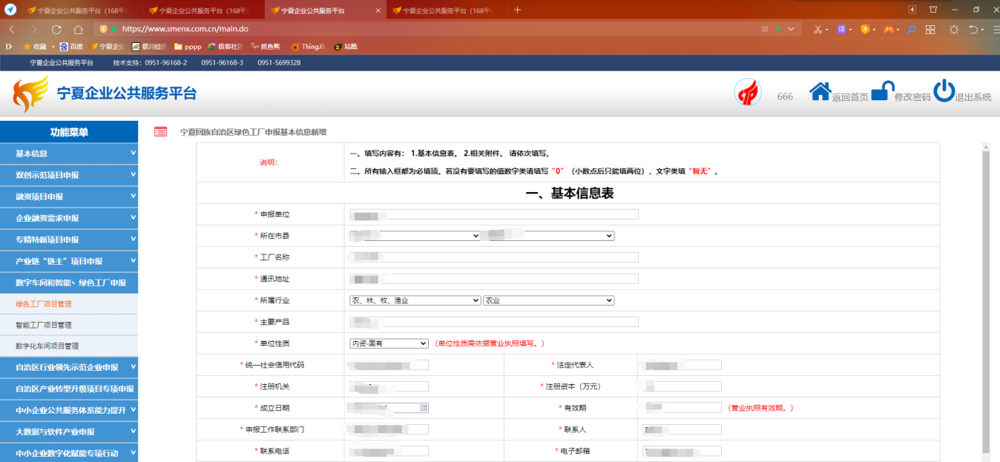 宁夏企业公共服务平台（168平
宁夏企业公共服务平台（168平
宁夏企业公共服务平台
宁夏企业公共服务平台（168平
4
https://www.smenx.com.cn/main.do
收藏 百度 宁夏企业 银川经济 pppp 极客社区 抓鱼鸭 ThingJS 站酷
宁夏企业公共服务平台 技术支持：0951-96168-2 0951-96168-3 0951-5699328
宁夏企业公共服务平台
666 返回首页 修改密码 退出系统
功能菜单
基本信息
双创示范项目申报
融资项目申报
企业融资需求申报
专精特新项目申报
产业链“链主”项目申报
数字车间和智能、绿色工厂申报
绿色工厂项目管理
智能工厂项目管理
数字化车间项目管理
自治区行业领先示范企业申报
自治区产业转型升级项目专项申报
中小企业公共服务体系能力提升
大数据与软件产业申报
中小企业数字化赋能专项行动
宁夏回族自治区绿色工厂申报基本信息新增
说明：
一、填写内容有： 1.基本信息表。 2.相关附件。 请依次填写。
二、所有输入框都为必填项。若没有要填写的值数字类请填写“0”（小数点后只能填两位），文字类填“暂无”。
一、基本信息表
* 申报单位
* 所在市县
* 工厂名称
* 通讯地址
* 所属行业 农、林、牧、渔业 农业
* 主要产品
* 单位性质 内资-国有 （单位性质需依据营业执照填写。）
* 统一社会信用代码 * 法定代表人
* 注册机关 * 注册资本（万元）
* 成立日期 * 有效期 （营业执照有效期。）
* 申报工作联系部门 * 联系人
* 联系电话 * 电子邮箱